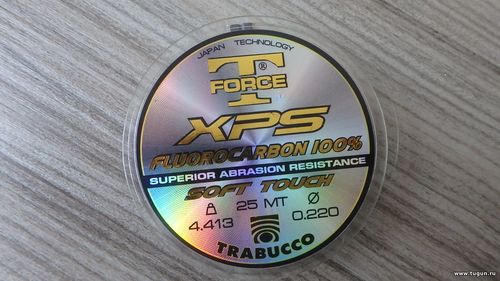 JAPAN TECHNOLOGY
T®
FORCE
XPS
FLUOROCARBON 100%
SUPERIOR ABRASION RESISTANCE
SOFT TOUCH
25 MT Ø
4.413 0.220
TRABUCCO
www.tugun.ru